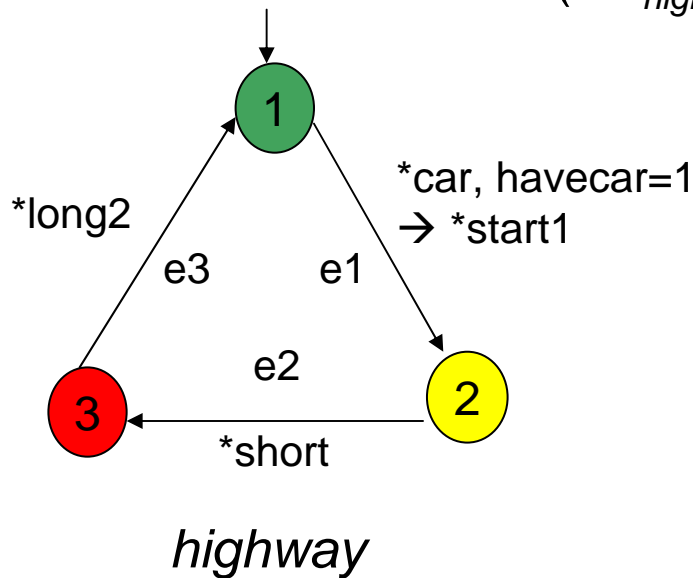 1
*car, havecar=1
→ *start1
*long2
e3
e1
e2
3
2
*short
highway